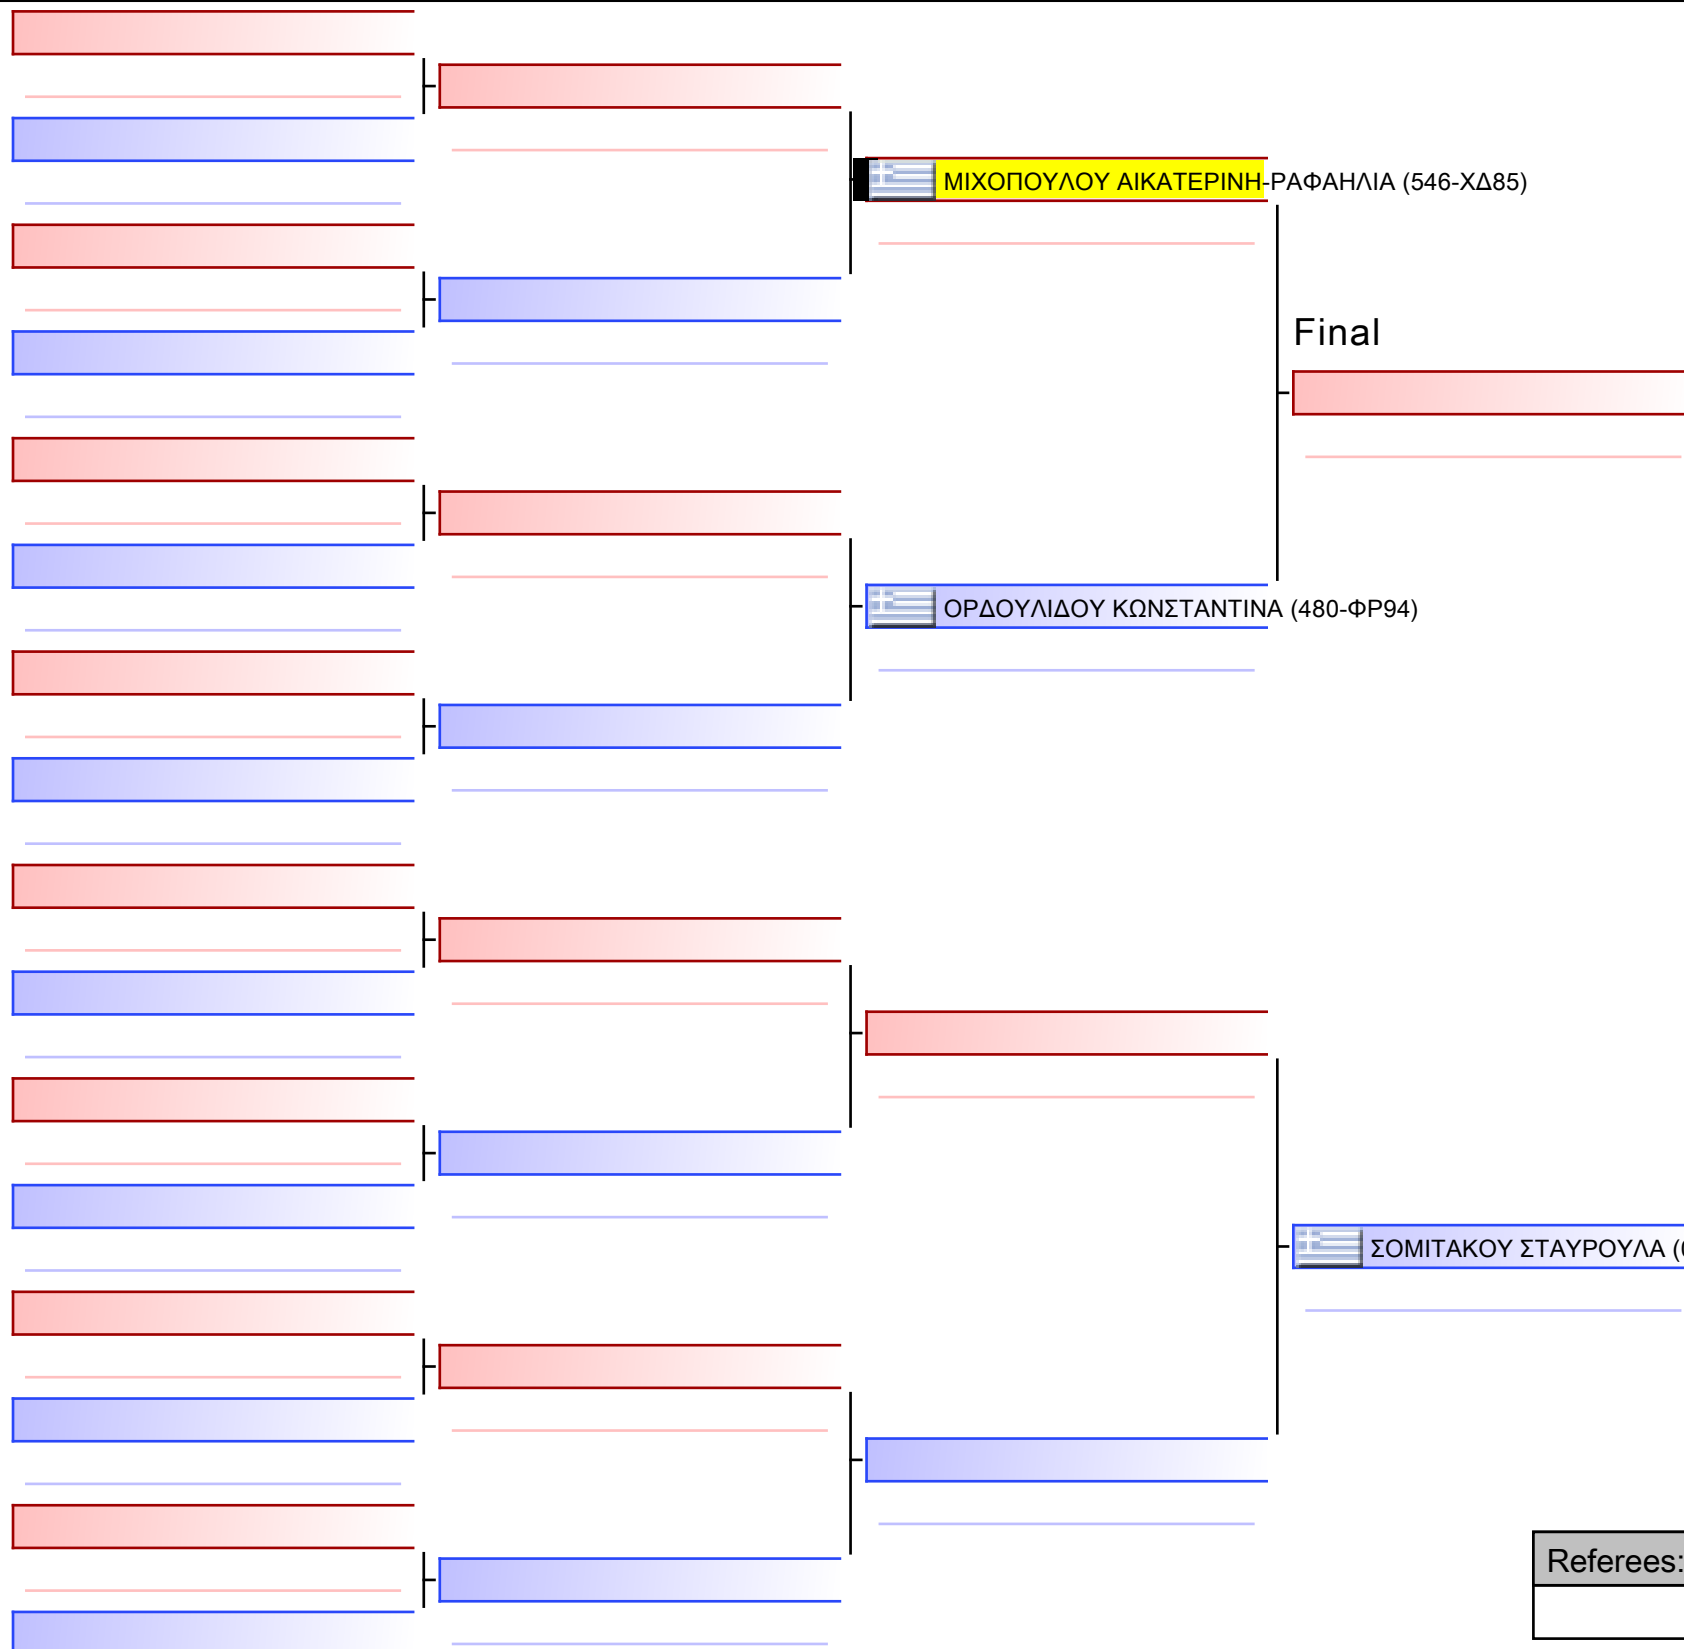 ΜΙΧΟΠΟΥΛΟΥ ΑΙΚΑΤΕΡΙΝΗ-ΡΑΦΑΗΛΙΑ (546-ΧΔ85)
Final
ΟΡΔΟΥΛΙΔΟΥ ΚΩΝΣΤΑΝΤΙΝΑ (480-ΦΡ94)
ΣΟΜΙΤΑΚΟΥ ΣΤΑΥΡΟΥΛΑ
Referees: